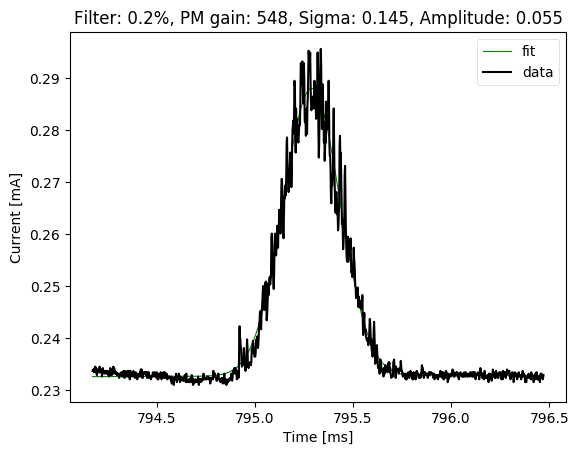 Filter: 0.2%, PM gain: 548, Sigma: 0.145, Amplitude: 0.055
fit
data
0.29
0.28
0.27
0.26
0.25
0.24
0.23
Current [mA]
794.5
795.0
795.5
796.0
796.5
Time [ms]